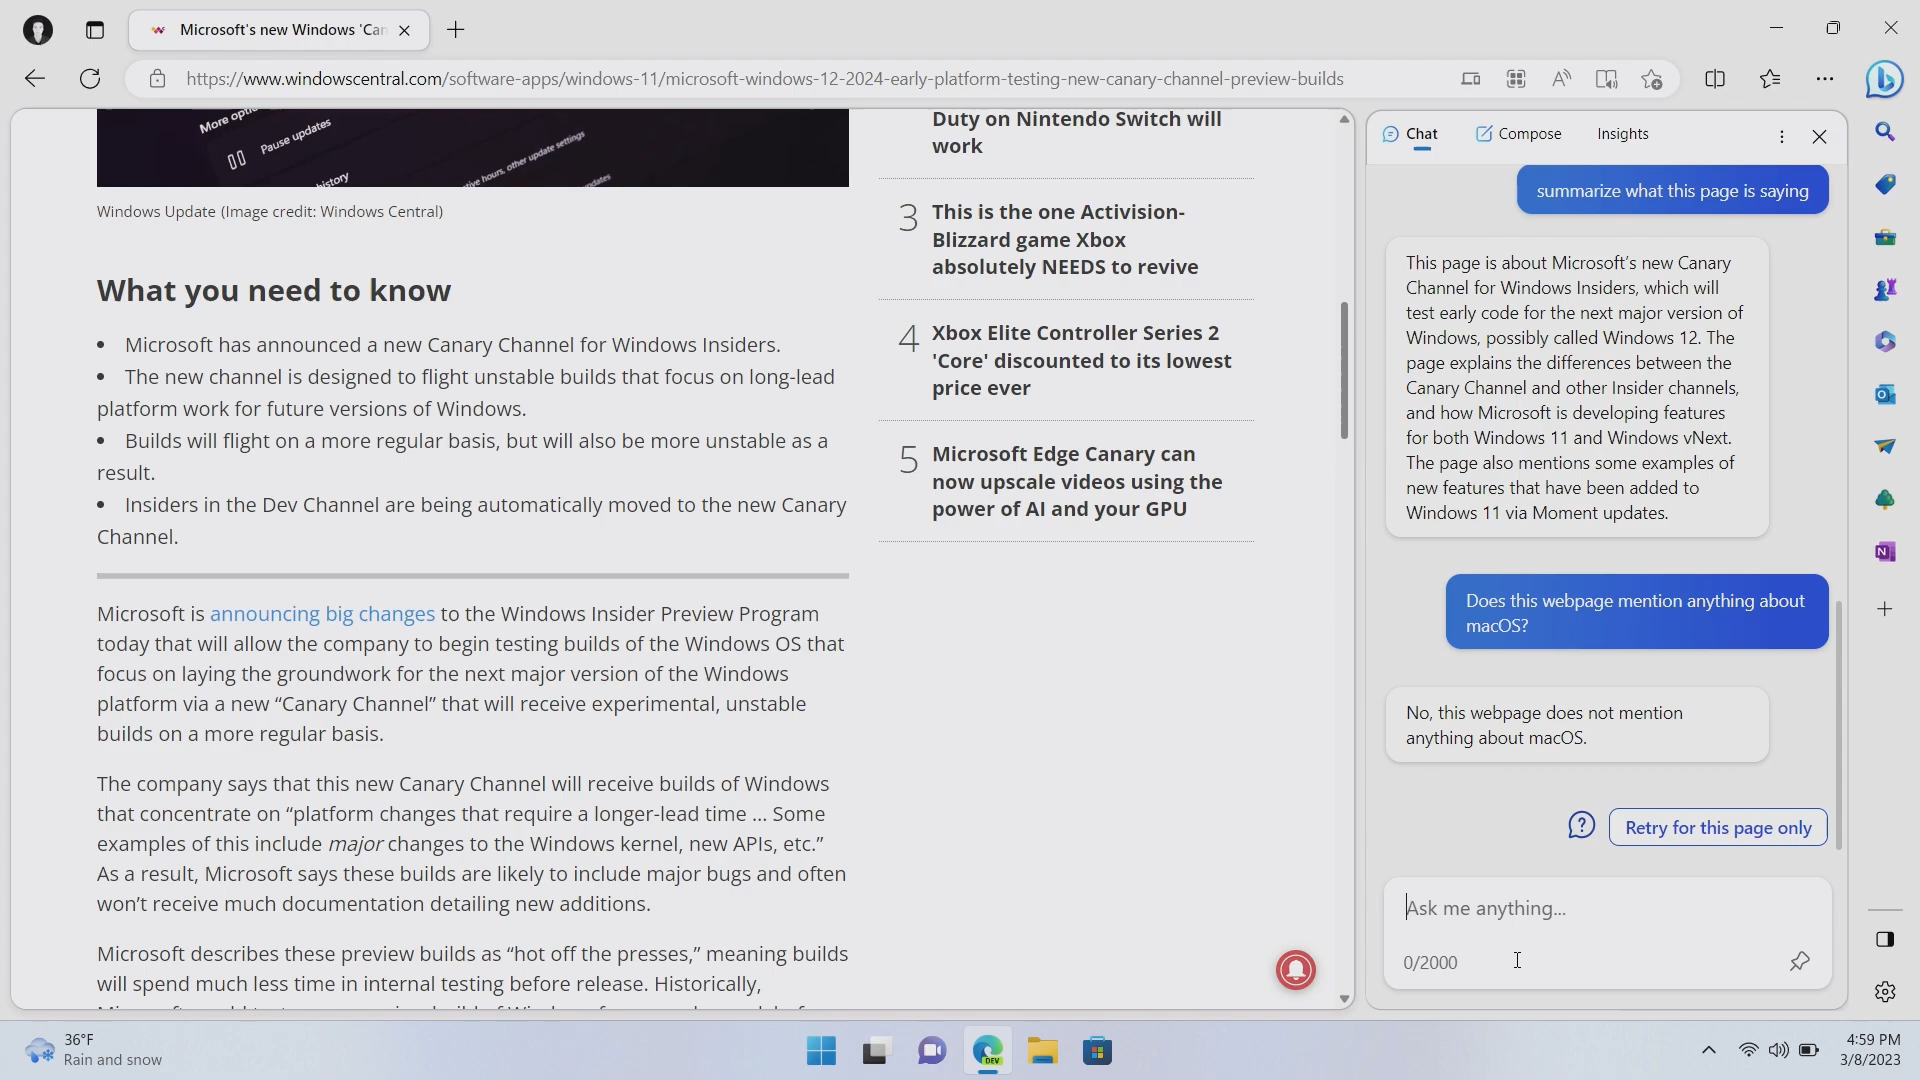 Microsoft's new Windows 'Can
https://www.windowscentral.com/software-apps/windows-11/microsoft-windows-12-2024-early-platform-testing-new-canary-channel-preview-builds
Pause updates
history
Windows Update (Image credit: Windows Central)
What you need to know
• Microsoft has announced a new Canary Channel for Windows Insiders.
• The new channel is designed to flight unstable builds that focus on long-lead
platform work for future versions of Windows.
• Builds will flight on a more regular basis, but will also be more unstable as a
result.
• Insiders in the Dev Channel are being automatically moved to the new Canary
Channel.
Microsoft is announcing big changes to the Windows Insider Preview Program
today that will allow the company to begin testing builds of the Windows OS that
focus on laying the groundwork for the next major version of the Windows
platform via a new “Canary Channel” that will receive experimental, unstable
builds on a more regular basis.
The company says that this new Canary Channel will receive builds of Windows
that concentrate on “platform changes that require a longer-lead time ... Some
examples of this include major changes to the Windows kernel, new APIs, etc.”
As a result, Microsoft says these builds are likely to include major bugs and often
won’t receive much documentation detailing new additions.
Microsoft describes these preview builds as “hot off the presses,” meaning builds
will spend much less time in internal testing before release. Historically,
Duty on Nintendo Switch will
work
3 This is the one Activision-
Blizzard game Xbox
absolutely NEEDS to revive
4 Xbox Elite Controller Series 2
'Core' discounted to its lowest
price ever
5 Microsoft Edge Canary can
now upscale videos using the
power of AI and your GPU
Chat Compose Insights
summarize what this page is saying
This page is about Microsoft’s new Canary
Channel for Windows Insiders, which will
test early code for the next major version of
Windows, possibly called Windows 12. The
page explains the differences between the
Canary Channel and other Insider channels,
and how Microsoft is developing features
for both Windows 11 and Windows vNext.
The page also mentions some examples of
new features that have been added to
Windows 11 via Moment updates.
Does this webpage mention anything about
macOS?
No, this webpage does not mention
anything about macOS.
Retry for this page only
Ask me anything...
0/2000
36°F
Rain and snow
DEV
4:59 PM
3/8/2023